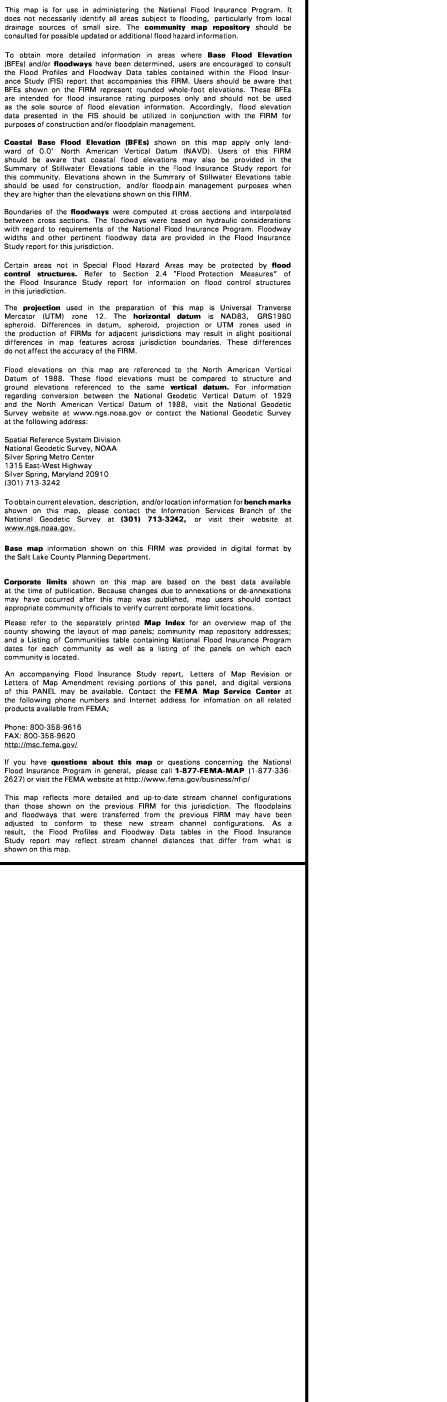 This map is for use in administering the National Flood Insurance Program. It
does not necessarily identify all areas subject to flooding, particularly from local
drainage sources of small size. The community map repository should be
consulted for possible updated or additional flood hazard information.
To obtain more detailed information in areas where Base Flood Elevation
(BFEs) and/or floodways have been determined, users are encouraged to consult
the Flood Profiles and Floodway Data tables contained within the Flood Insur-
ance Study (FIS) report that accompanies this FIRM. Users should be aware that
BFEs shown on the FIRM represent rounded whole-foot elevations. These BFEs
are intended for flood insurance rating purposes only and should not be used
as the sole source of flood elevation information. Accordingly, flood elevation
data presented in the FIS should be utilized in conjunction with the FIRM for
purposes of construction and/or floodplain management.
Coastal Base Flood Elevation (BFEs) shown on this map apply only land-
ward of 0.0' North American Vertical Datum (NAVD). Users of this FIRM
should be aware that coastal flood elevations may also be provided in the
Summary of Stillwater Elevations table in the Flood Insurance Study report for
this community. Elevations shown in the Summary of Stillwater Elevations table
should be used for construction, and/or floodpain management purposes when
they are higher than the elevations shown on this FIRM.
Boundaries of the floodways were computed at cross sections and interpolated
between cross sections. The floodways were based on hydraulic considerations
with regard to requirements of the National Flood Insurance Program. Floodway
widths and other pertinent floodway data are provided in the Flood Insurance
Study report for this jurisdiction.
Certain areas not in Special Flood Hazard Areas may be protected by flood
control structures. Refer to Section 2.4 "Flood Protection Measures" of
the Flood Insurance Study report for information on flood control structures
in this jurisdiction.
The projection used in the preparation of this map is Universal Tranverse
Mercator (UTM) zone 12. The horizontal datum is NAD83, GRS1980
spheroid. Differences in datum, spheroid, projection or UTM zones used in
the production of FIRMs for adjacent jurisdictions may result in slight positional
differences in map features across jurisdiction boundaries. These differences
do not affect the accuracy of the FIRM.
Flood elevations on this map are referenced to the North American Vertical
Datum of 1988. These flood elevations must be compared to structure and
ground elevations referenced to the same vertical datum. For information
regarding conversion between the National Geodetic Vertical Datum of 1929
and the North American Vertical Datum of 1988, visit the National Geodetic
Survey website at www.ngs.noaa.gov or contact the National Geodetic Survey
at the following address:
Spatial Reference System Division
National Geodetic Survey, NOAA
Silver Spring Metro Center
1315 East-West Highway
Silver Spring, Maryland 20910
(301) 713-3242
To obtain current elevation, description, and/or location information for bench marks
shown on this map, please contact the Information Services Branch of the
National Geodetic Survey at (301) 713-3242, or visit their website at
www.ngs.noaa.gov.
Base map information shown on this FIRM was provided in digital format by
the Salt Lake County Planning Department.
Corporate limits shown on this map are based on the best data available
at the time of publication. Because changes due to annexations or de-annexations
may have occurred after this map was published, map users should contact
appropriate community officials to verify current corporate limit locations.
Please refer to the separately printed Map Index for an overview map of the
county showing the layout of map panels; community map repository addresses;
and a Listing of Communities table containing National Flood Insurance Program
dates for each community as well as a listing of the panels on which each
community is located.
An accompanying Flood Insurance Study report, Letters of Map Revision or
Letters of Map Amendment revising portions of this panel, and digital versions
of this PANEL may be available. Contact the FEMA Map Service Center at
the following phone numbers and Internet address for infomation on all related
products available from FEMA;
Phone: 800-358-9616
FAX: 800-358-9620
http://msc.fema.gov/
If you have questions about this map or questions concerning the National
Flood Insurance Program in general, please call 1-877-FEMA-MAP (1-877-336-
2627) or visit the FEMA website at http://www.fema.gov/business/nfip/
This map reflects more detailed and up-to-date stream channel configurations
than those shown on the previous FIRM for this jurisdiction. The floodplains
and floodways that were transferred from the previous FIRM may have been
adjusted to conform to these new stream channel configurations. As a
result, the Flood Profiles and Floodway Data tables in the Flood Insurance
Study report may reflect stream channel distances that differ from what is
shown on this map.